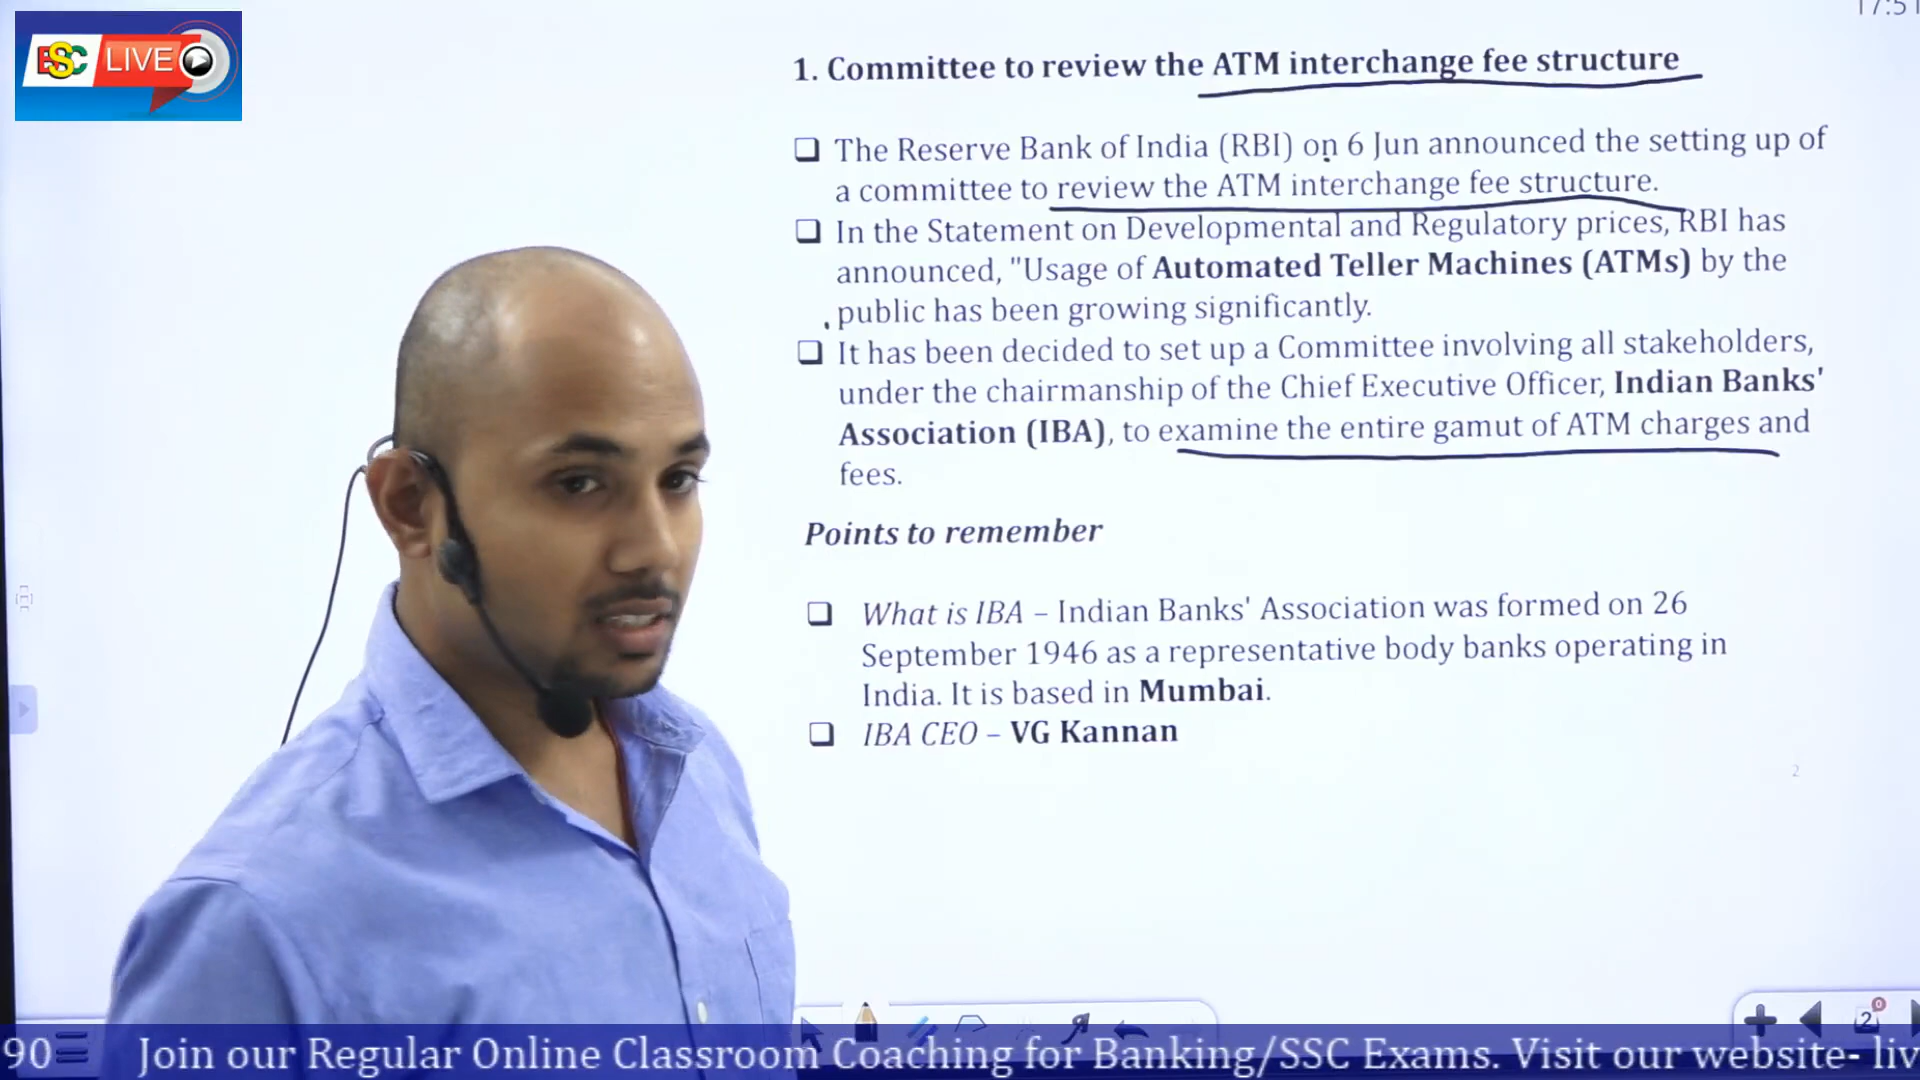 17:51
BSC LIVE
1. Committee to review the ATM interchange fee structure
❑ The Reserve Bank of India (RBI) on 6 Jun announced the setting up of
a committee to review the ATM interchange fee structure.
❑ In the Statement on Developmental and Regulatory prices, RBI has
announced, "Usage of Automated Teller Machines (ATMs) by the
public has been growing significantly.
❑ It has been decided to set up a Committee involving all stakeholders,
under the chairmanship of the Chief Executive Officer, Indian Banks'
Association (IBA), to examine the entire gamut of ATM charges and
fees.
Points to remember
❑ What is IBA – Indian Banks' Association was formed on 26
September 1946 as a representative body banks operating in
India. It is based in Mumbai.
❑ IBA CEO – VG Kannan
2
2
0
90 Join our Regular Online Classroom Coaching for Banking/SSC Exams. Visit our website- liv